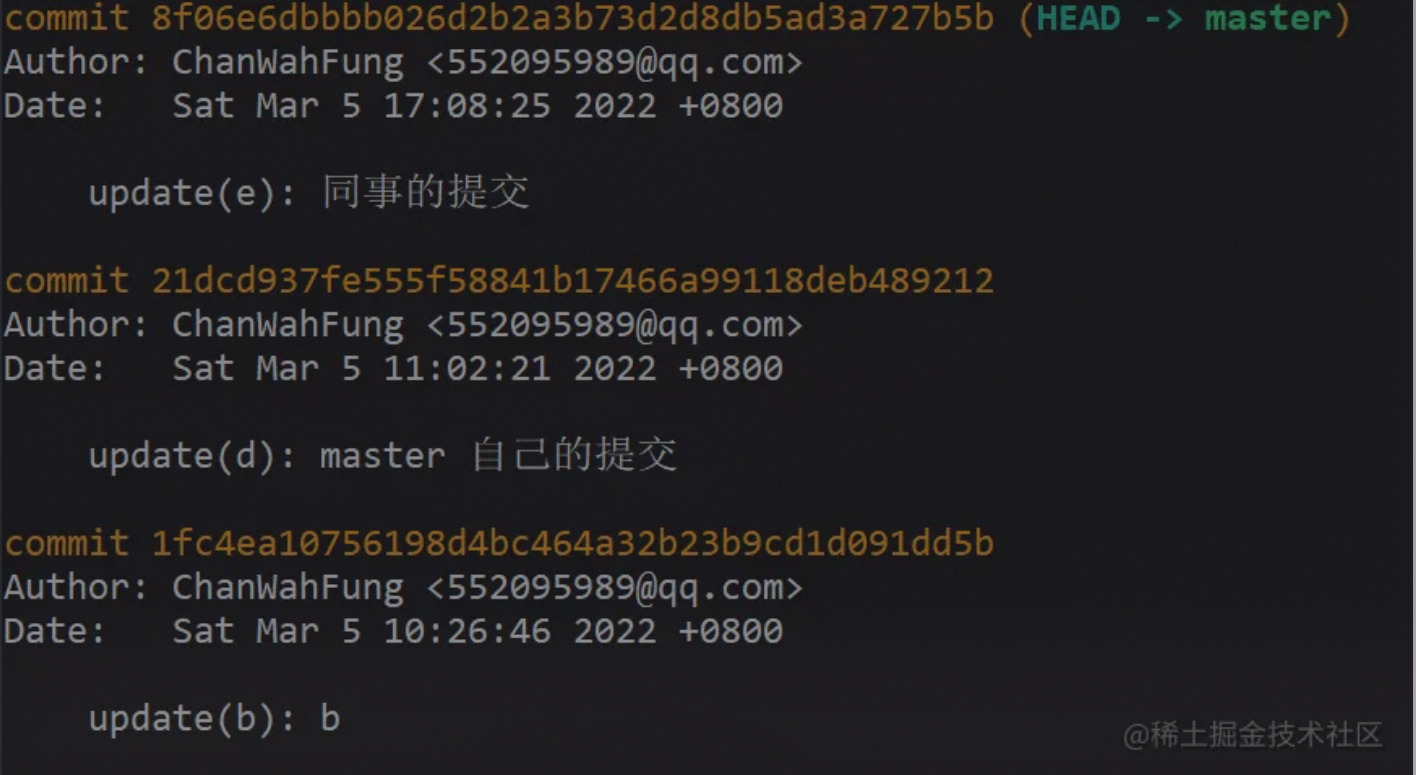 commit 8f06e6dbbbb026d2b2a3b73d2d8db5ad3a727b5b (HEAD -> master)
Author: ChanWahFung <552095989@qq.com>
Date:   Sat Mar 5 17:08:25 2022 +0800
    update(e): 同事的提交
commit 21dcd937fe555f58841b17466a99118deb489212
Author: ChanWahFung <552095989@qq.com>
Date:   Sat Mar 5 11:02:21 2022 +0800
    update(d): master 自己的提交
commit 1fc4ea10756198d4bc464a32b23b9cd1d091dd5b
Author: ChanWahFung <552095989@qq.com>
Date:   Sat Mar 5 10:26:46 2022 +0800
    update(b): b
@稀土掘金技术社区